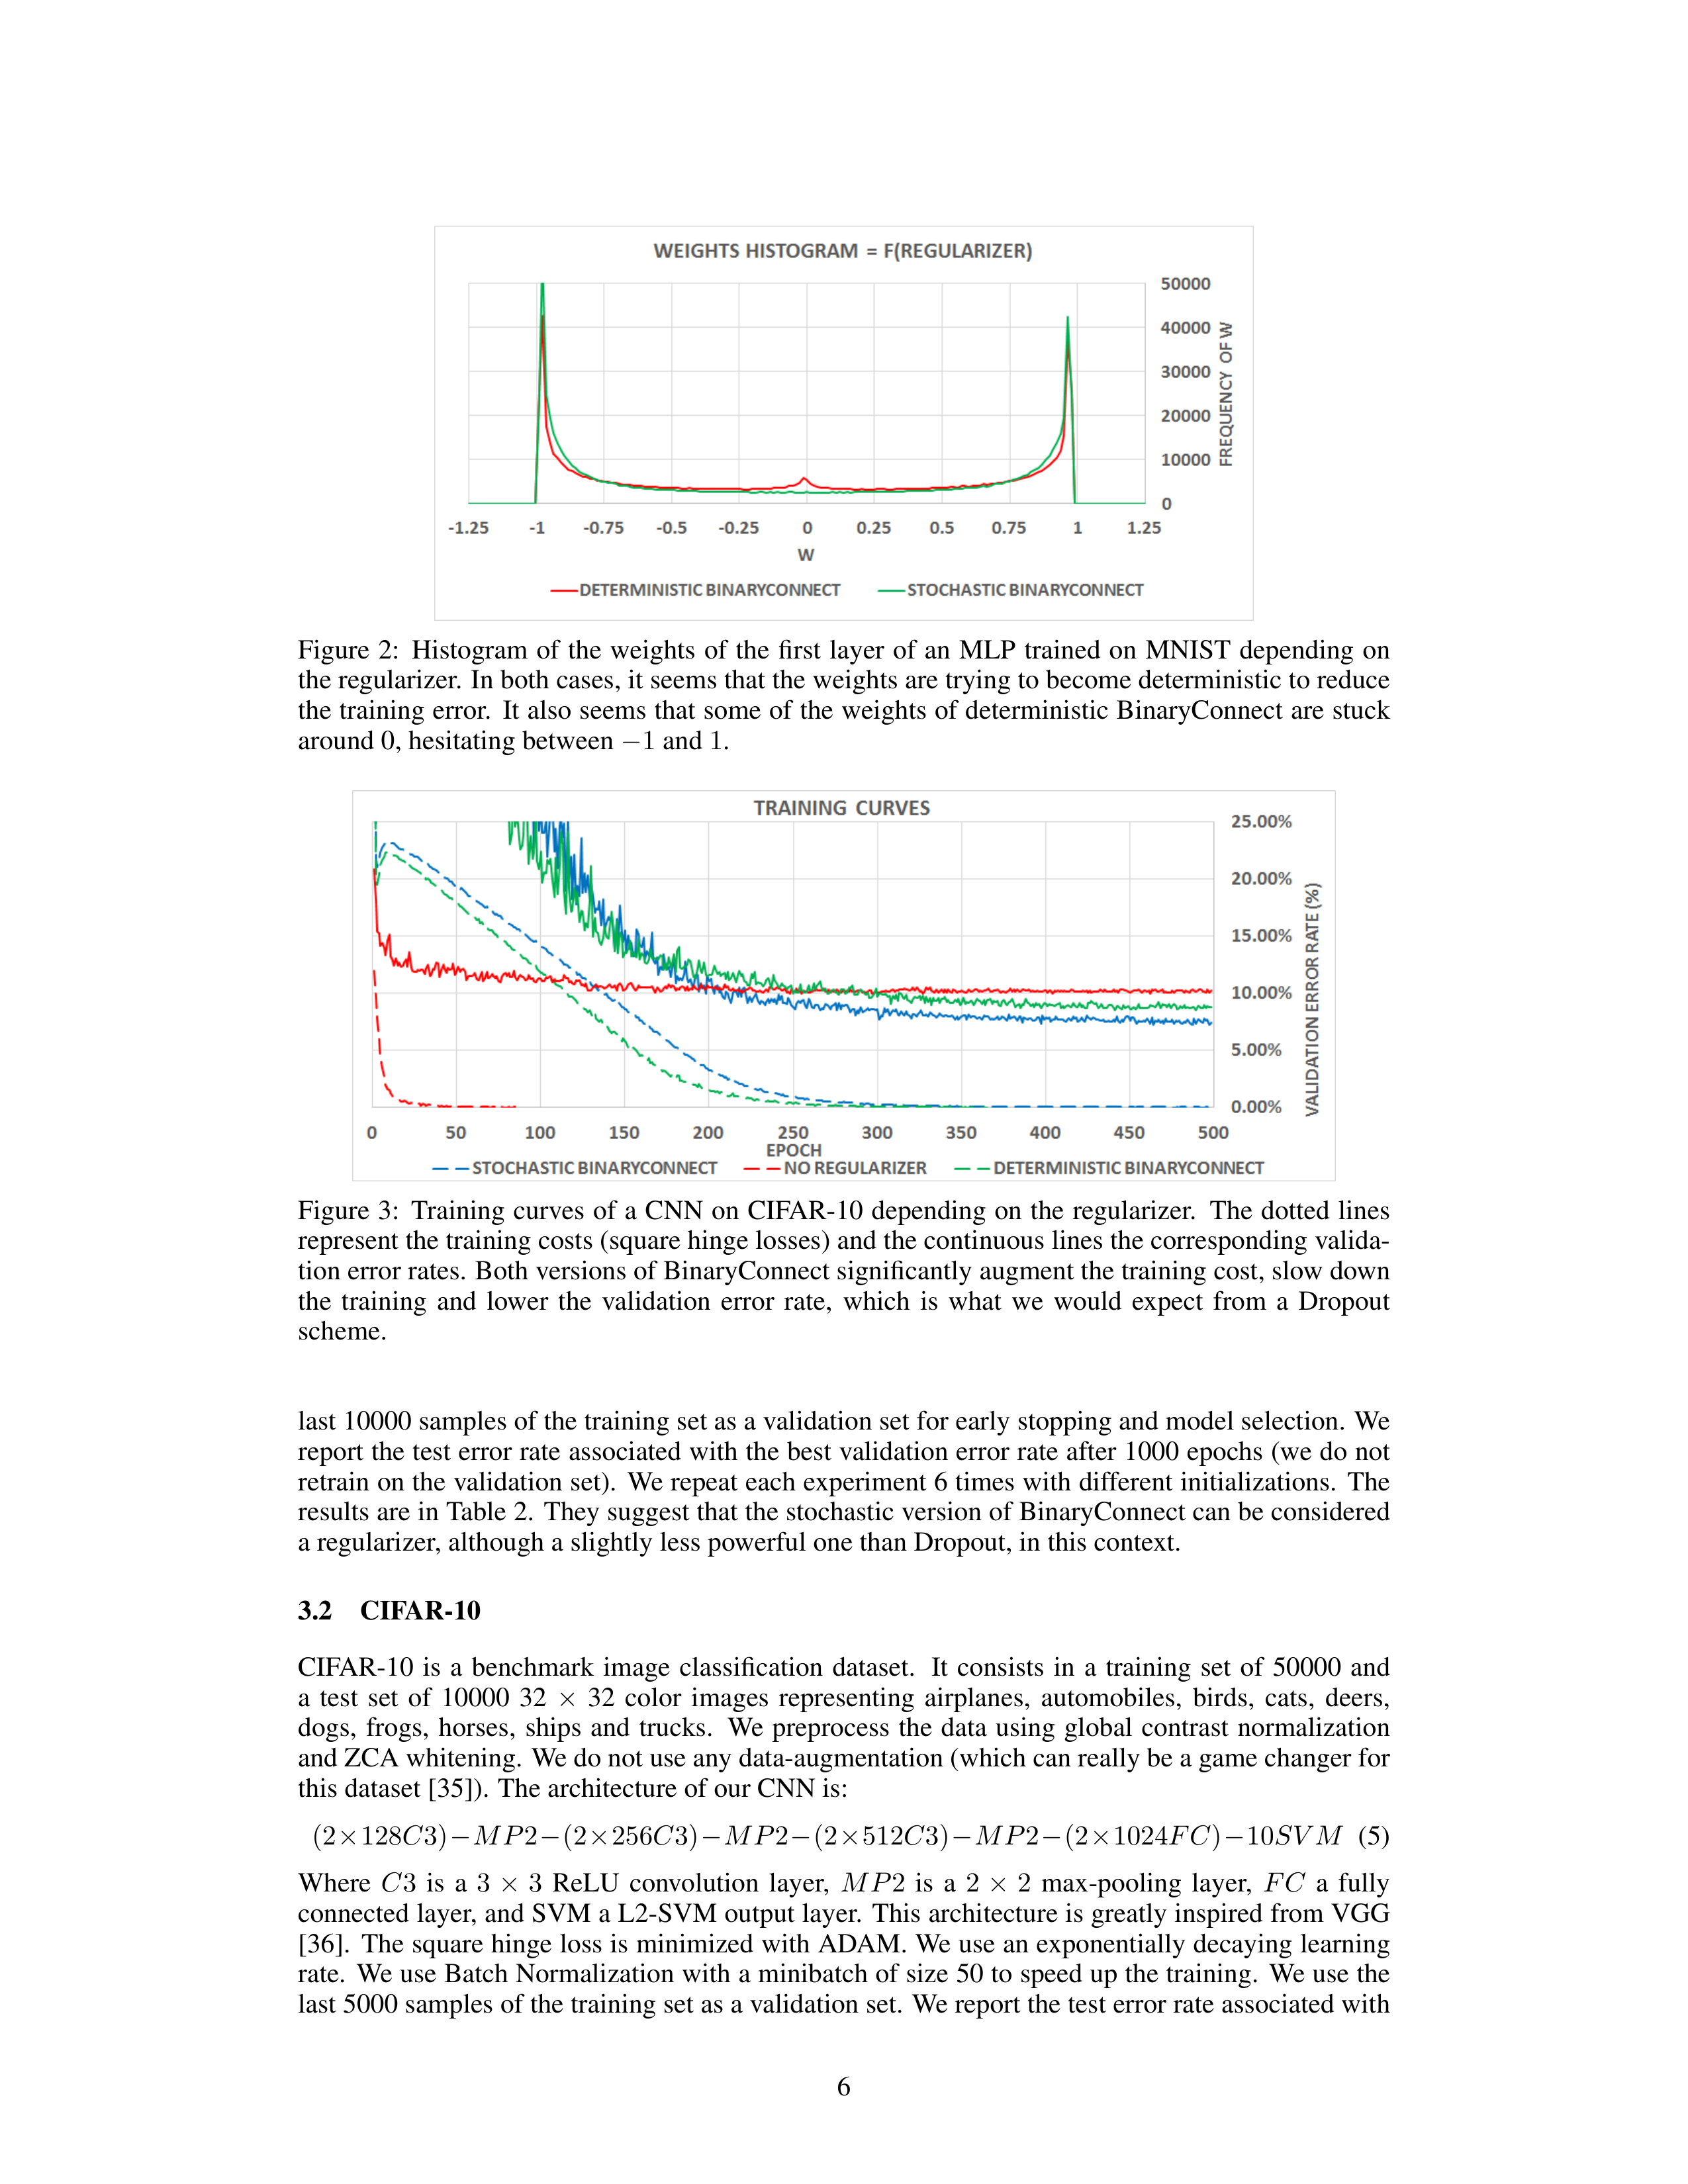 WEIGHTS HISTOGRAM = F(REGULARIZER)
50000
40000
30000
20000
10000
0
FREQUENCY OF W
-1.25 -1 -0.75 -0.5 -0.25 0 0.25 0.5 0.75 1 1.25
W
DETERMINISTIC BINARYCONNECT STOCHASTIC BINARYCONNECT
Figure 2: Histogram of the weights of the first layer of an MLP trained on MNIST depending on
the regularizer. In both cases, it seems that the weights are trying to become deterministic to reduce
the training error. It also seems that some of the weights of deterministic BinaryConnect are stuck
around 0, hesitating between −1 and 1.
TRAINING CURVES
25.00%
20.00%
15.00%
10.00%
5.00%
0.00%
VALIDATION ERROR RATE (%)
0 50 100 150 200 250 300 350 400 450 500
EPOCH
STOCHASTIC BINARYCONNECT NO REGULARIZER DETERMINISTIC BINARYCONNECT
Figure 3: Training curves of a CNN on CIFAR-10 depending on the regularizer. The dotted lines
represent the training costs (square hinge losses) and the continuous lines the corresponding valida-
tion error rates. Both versions of BinaryConnect significantly augment the training cost, slow down
the training and lower the validation error rate, which is what we would expect from a Dropout
scheme.
last 10000 samples of the training set as a validation set for early stopping and model selection. We
report the test error rate associated with the best validation error rate after 1000 epochs (we do not
retrain on the validation set). We repeat each experiment 6 times with different initializations. The
results are in Table 2. They suggest that the stochastic version of BinaryConnect can be considered
a regularizer, although a slightly less powerful one than Dropout, in this context.
3.2 CIFAR-10
CIFAR-10 is a benchmark image classification dataset. It consists in a training set of 50000 and
a test set of 10000 32 × 32 color images representing airplanes, automobiles, birds, cats, deers,
dogs, frogs, horses, ships and trucks. We preprocess the data using global contrast normalization
and ZCA whitening. We do not use any data-augmentation (which can really be a game changer for
this dataset [35]). The architecture of our CNN is:
(2×128C3)−MP2−(2×256C3)−MP2−(2×512C3)−MP2−(2×1024FC)−10SVM (5)
Where C3 is a 3 × 3 ReLU convolution layer, MP2 is a 2 × 2 max-pooling layer, FC a fully
connected layer, and SVM a L2-SVM output layer. This architecture is greatly inspired from VGG
[36]. The square hinge loss is minimized with ADAM. We use an exponentially decaying learning
rate. We use Batch Normalization with a minibatch of size 50 to speed up the training. We use the
last 5000 samples of the training set as a validation set. We report the test error rate associated with
6